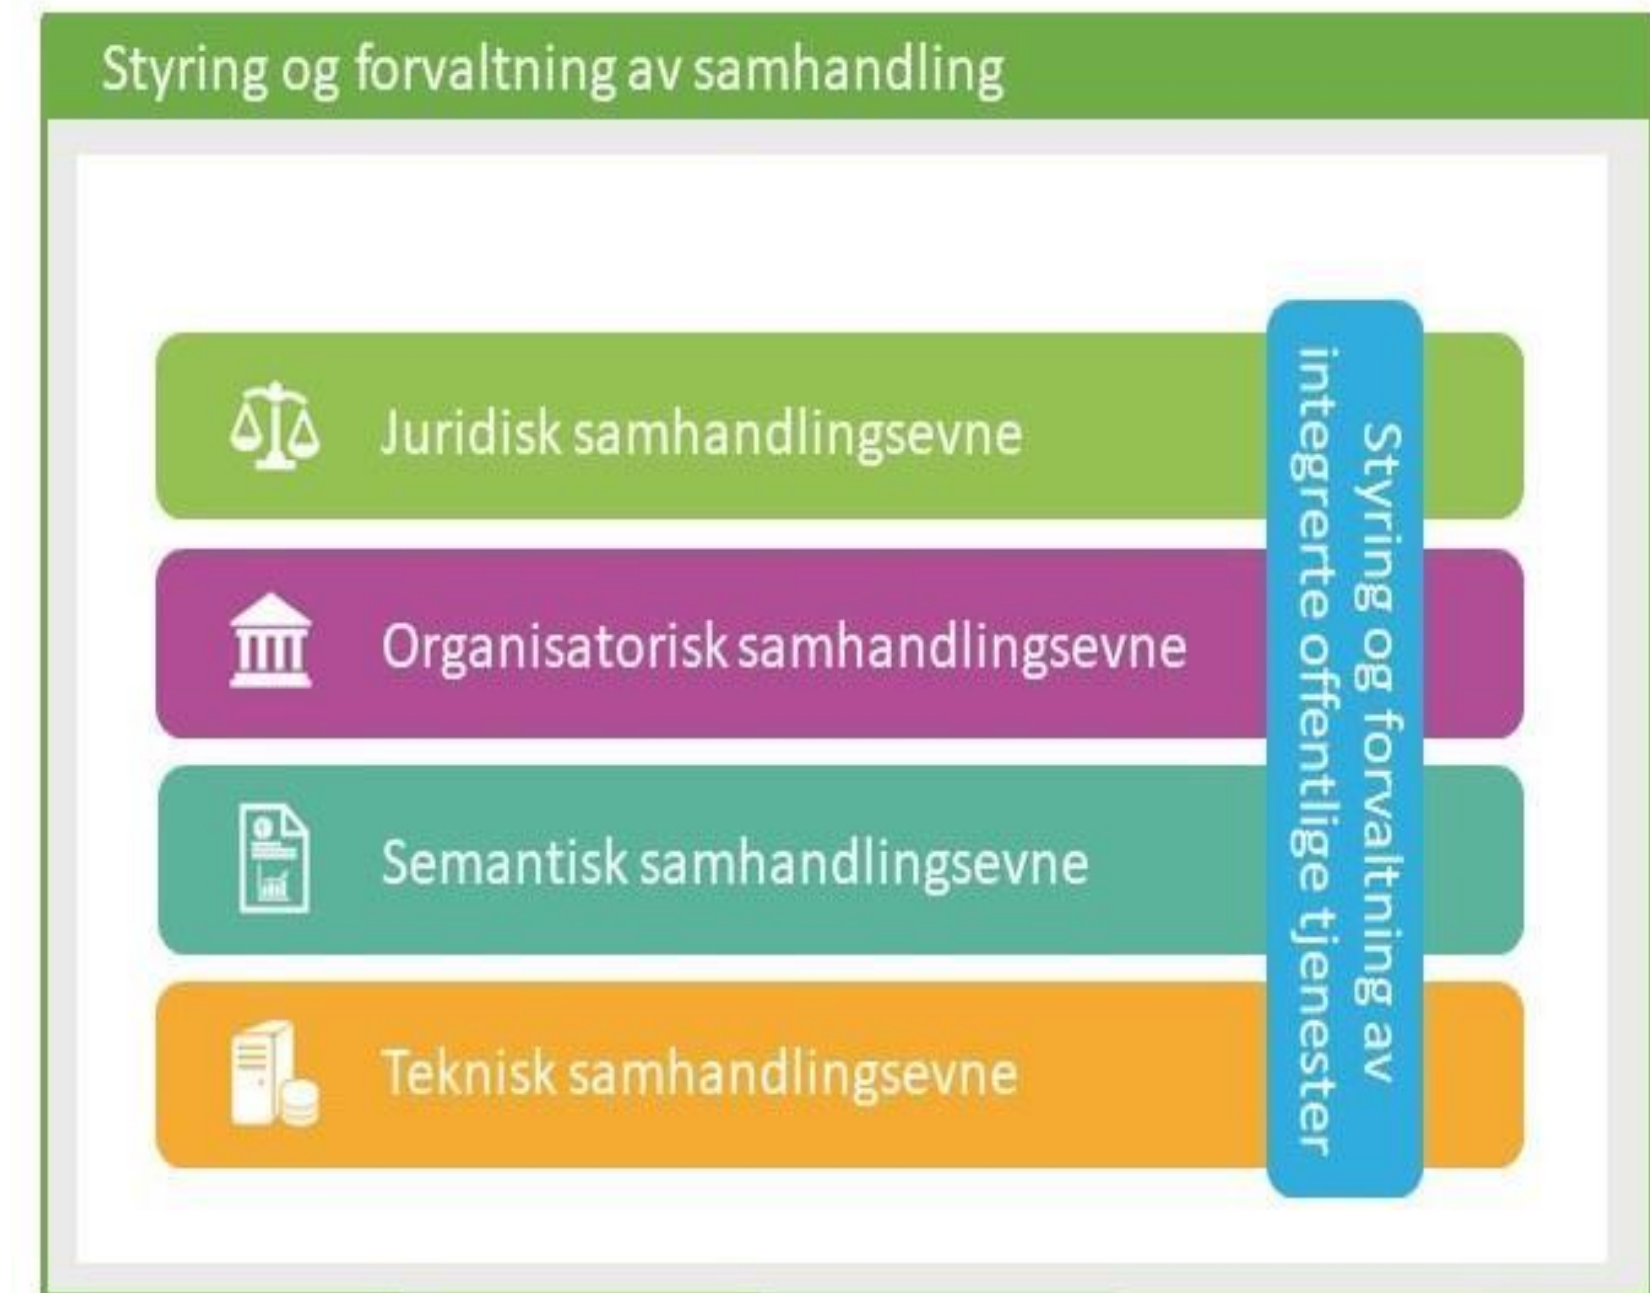 Styring og forvaltning av samhandling
Juridisk samhandlingsevne
Organisatorisk samhandlingsevne
Semantisk samhandlingsevne
Teknisk samhandlingsevne
Styring og forvaltning av
integrerte offentlige tjenester